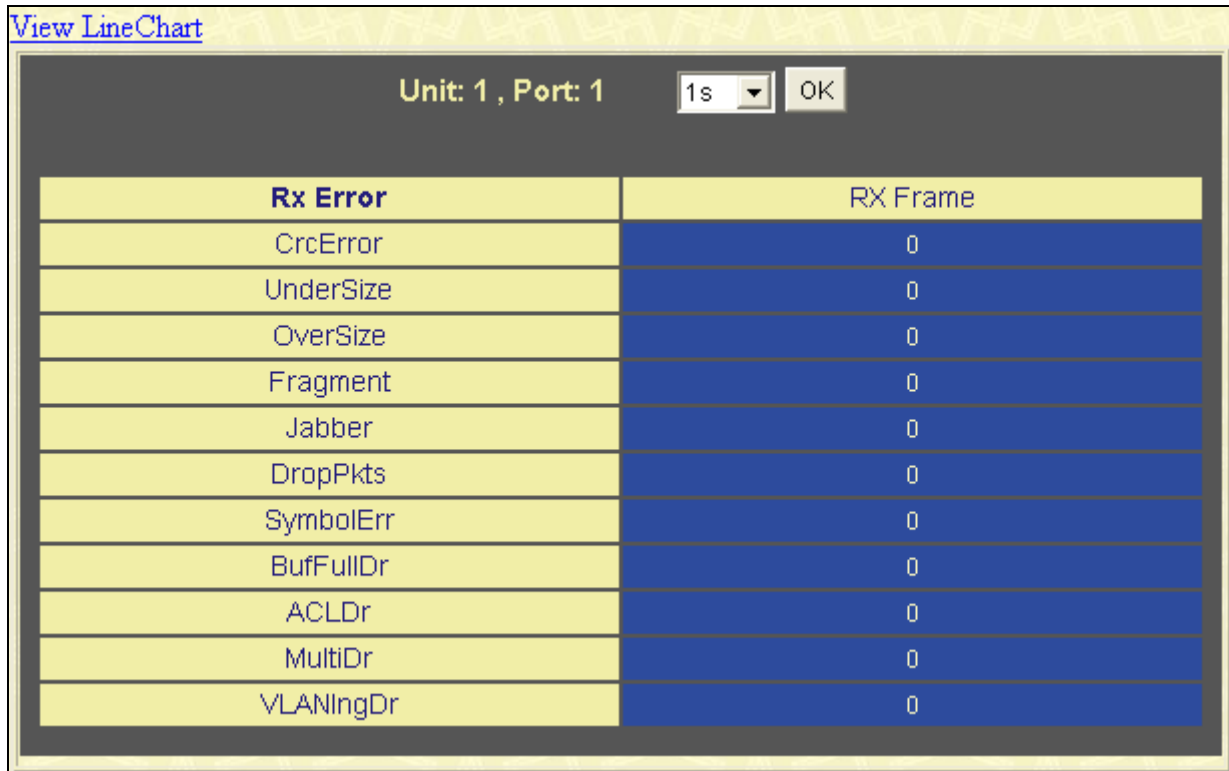 View LineChart
Unit: 1 , Port: 1 1s OK
Rx Error RX Frame
CrcError 0
UnderSize 0
OverSize 0
Fragment 0
Jabber 0
DropPkts 0
SymbolErr 0
BufFullDr 0
ACLDr 0
MultiDr 0
VLANIngDr 0